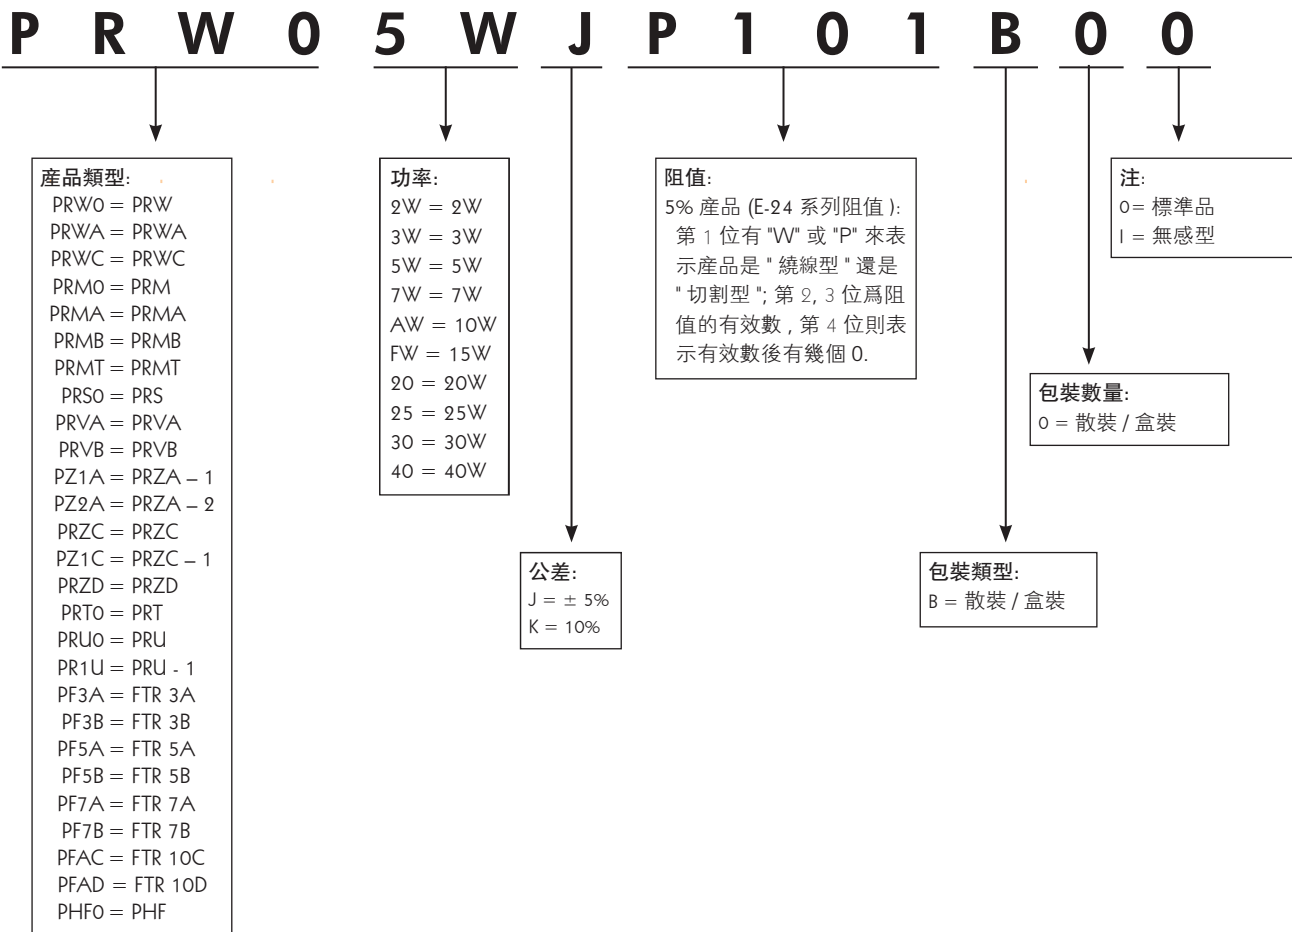 P R W 0 5 W J P 1 0 1 B 0 0
産品類型:
PRW0 = PRW
PRWA = PRWA
PRWC = PRWC
PRM0 = PRM
PRMA = PRMA
PRMB = PRMB
PRMT = PRMT
PRS0 = PRS
PRVA = PRVA
PRVB = PRVB
PZ1A = PRZA – 1
PZ2A = PRZA – 2
PRZC = PRZC
PZ1C = PRZC – 1
PRZD = PRZD
PRT0 = PRT
PRU0 = PRU
PR1U = PRU - 1
PF3A = FTR 3A
PF3B = FTR 3B
PF5A = FTR 5A
PF5B = FTR 5B
PF7A = FTR 7A
PF7B = FTR 7B
PFAC = FTR 10C
PFAD = FTR 10D
PHF0 = PHF
功率:
2W = 2W
3W = 3W
5W = 5W
7W = 7W
AW = 10W
FW = 15W
20 = 20W
25 = 25W
30 = 30W
40 = 40W
公差:
J = ± 5%
K = 10%
阻值:
5% 産品 (E-24 系列阻值 ):
第 1 位有 "W" 或 "P" 來表
示産品是 " 繞線型 " 還是
" 切割型 "; 第 2, 3 位爲阻
值的有效數 , 第 4 位則表
示有效數後有幾個 0.
包裝類型:
B = 散裝 / 盒裝
包裝數量:
0 = 散裝 / 盒裝
注:
0= 標準品
I = 無感型